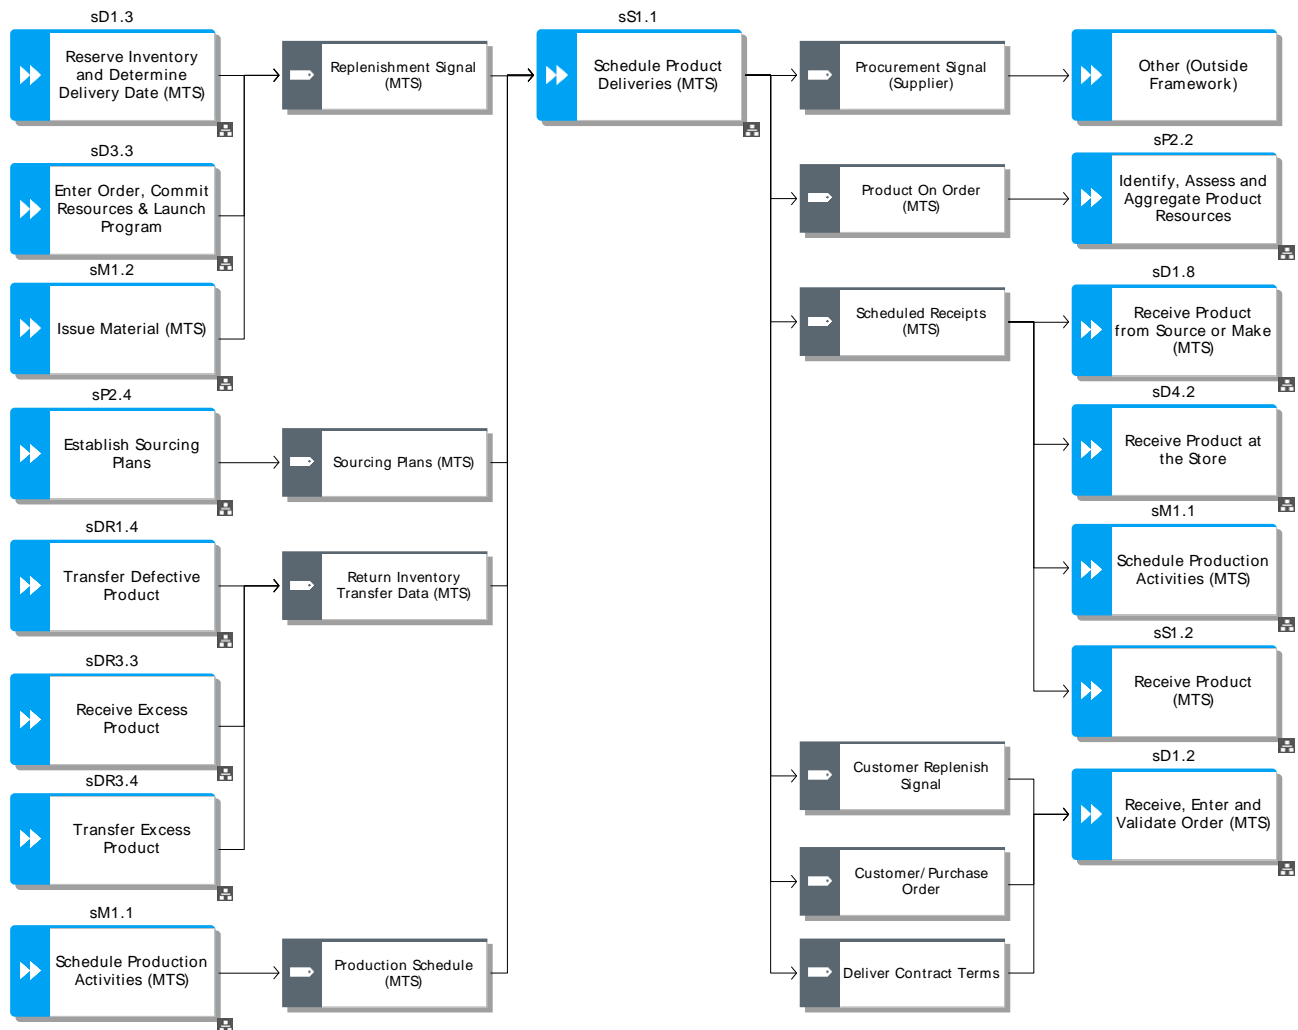 sD1.3
Reserve Inventory
and Determine
Delivery Date (MTS)
sD3.3
Enter Order, Commit
Resources & Launch
Program
sM1.2
Issue Material (MTS)
sP2.4
Establish Sourcing
Plans
sDR1.4
Transfer Defective
Product
sDR3.3
Receive Excess
Product
sDR3.4
Transfer Excess
Product
sM1.1
Schedule Production
Activities (MTS)
Replenishment Signal
(MTS)
Sourcing Plans (MTS)
Return Inventory
Transfer Data (MTS)
Production Schedule
(MTS)
sS1.1
Schedule Product
Deliveries (MTS)
Procurement Signal
(Supplier)
Product On Order
(MTS)
Scheduled Receipts
(MTS)
Customer Replenish
Signal
Customer/Purchase
Order
Deliver Contract Terms
Other (Outside
Framework)
sP2.2
Identify, Assess and
Aggregate Product
Resources
sD1.8
Receive Product
from Source or Make
(MTS)
sD4.2
Receive Product at
the Store
sM1.1
Schedule Production
Activities (MTS)
sS1.2
Receive Product
(MTS)
sD1.2
Receive, Enter and
Validate Order (MTS)